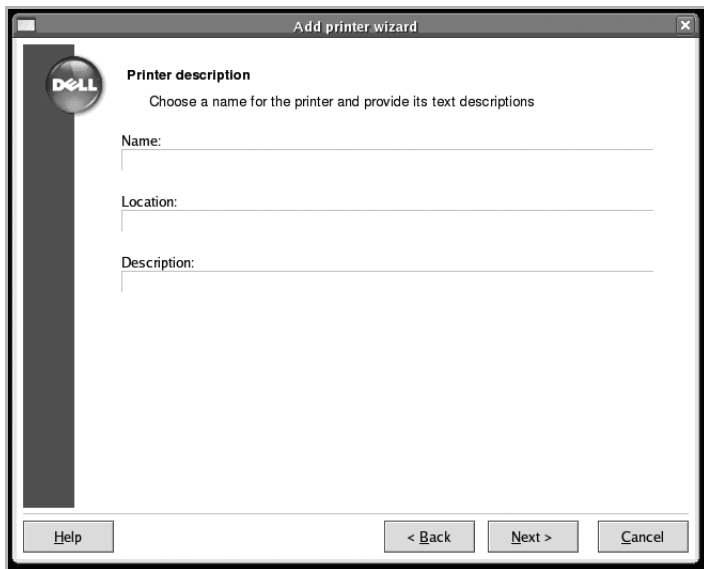 Add printer wizard
DELL
Printer description
Choose a name for the printer and provide its text descriptions
Name:
Location:
Description:
Help
< Back
Next >
Cancel